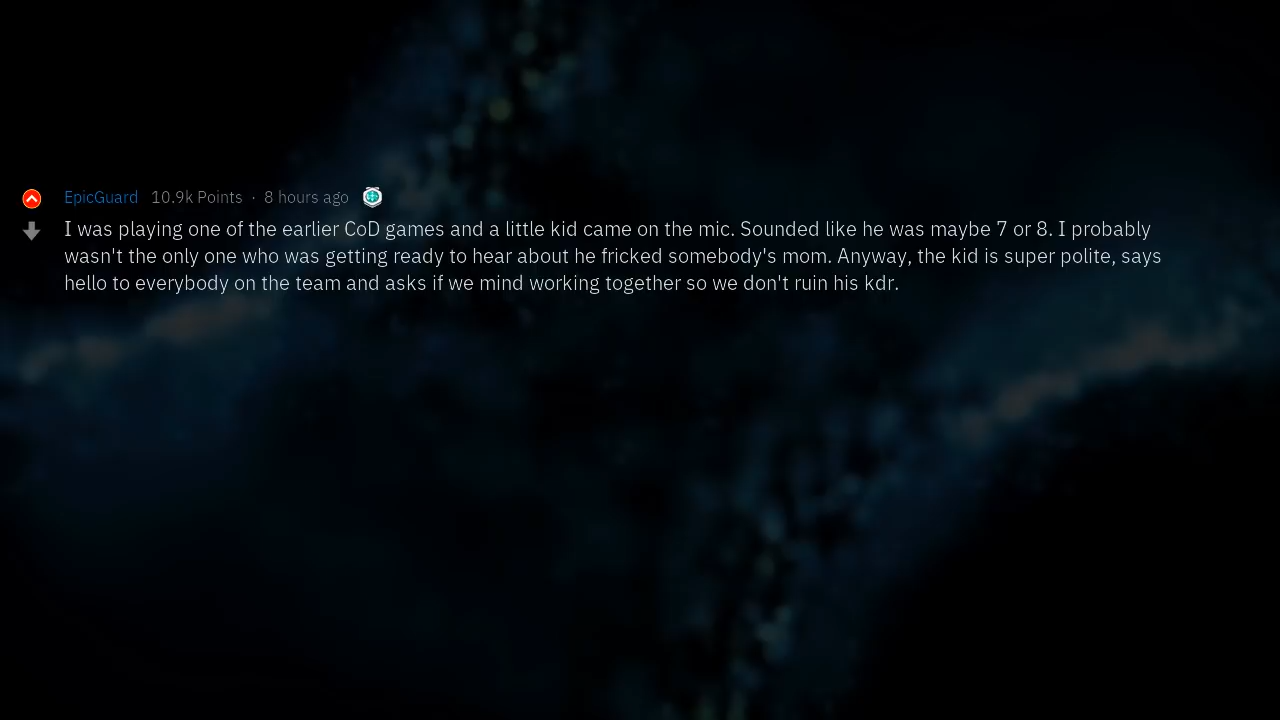 EpicGuard 10.9k Points · 8 hours ago
I was playing one of the earlier CoD games and a little kid came on the mic. Sounded like he was maybe 7 or 8. I probably
wasn't the only one who was getting ready to hear about he fricked somebody's mom. Anyway, the kid is super polite, says
hello to everybody on the team and asks if we mind working together so we don't ruin his kdr.